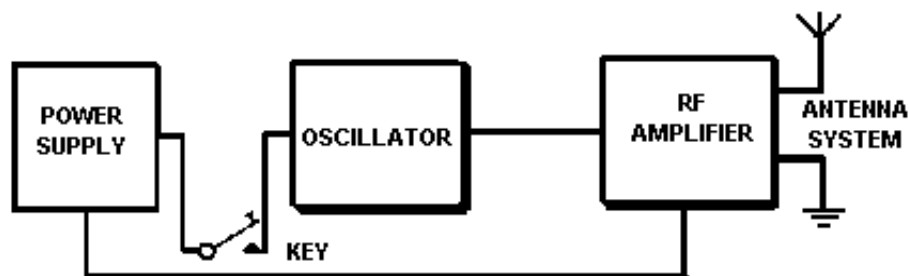 POWER
SUPPLY
OSCILLATOR
KEY
RF
AMPLIFIER
ANTENNA
SYSTEM